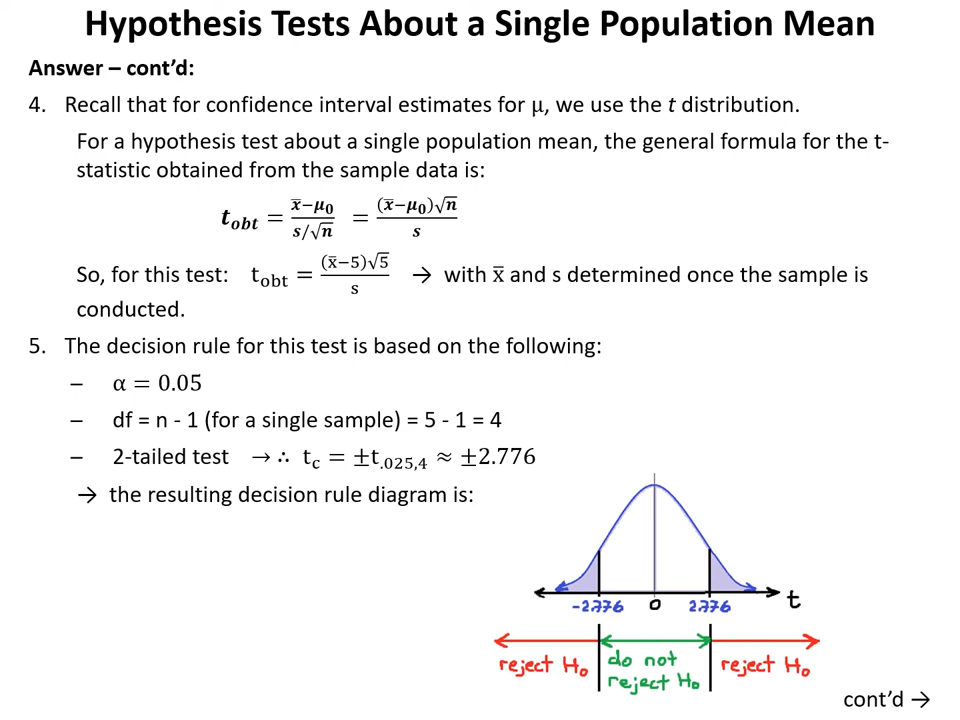 Hypothesis Tests About a Single Population Mean
Answer – cont’d:
4. Recall that for confidence interval estimates for μ, we use the t distribution.
For a hypothesis test about a single population mean, the general formula for the t-
statistic obtained from the sample data is:
t_obt = (x̅−μ₀)/(s/√n) = ((x̅−μ₀)√n)/s
So, for this test: t_obt = ((x̅−5)√5)/s → with x̅ and s determined once the sample is
conducted.
5. The decision rule for this test is based on the following:
– α = 0.05
– df = n - 1 (for a single sample) = 5 - 1 = 4
– 2-tailed test → ∴ t_c = ±t_.025,4 ≈ ±2.776
→ the resulting decision rule diagram is:
-2.776 0 2.776 t
reject H₀ do not reject H₀ reject H₀
cont’d →